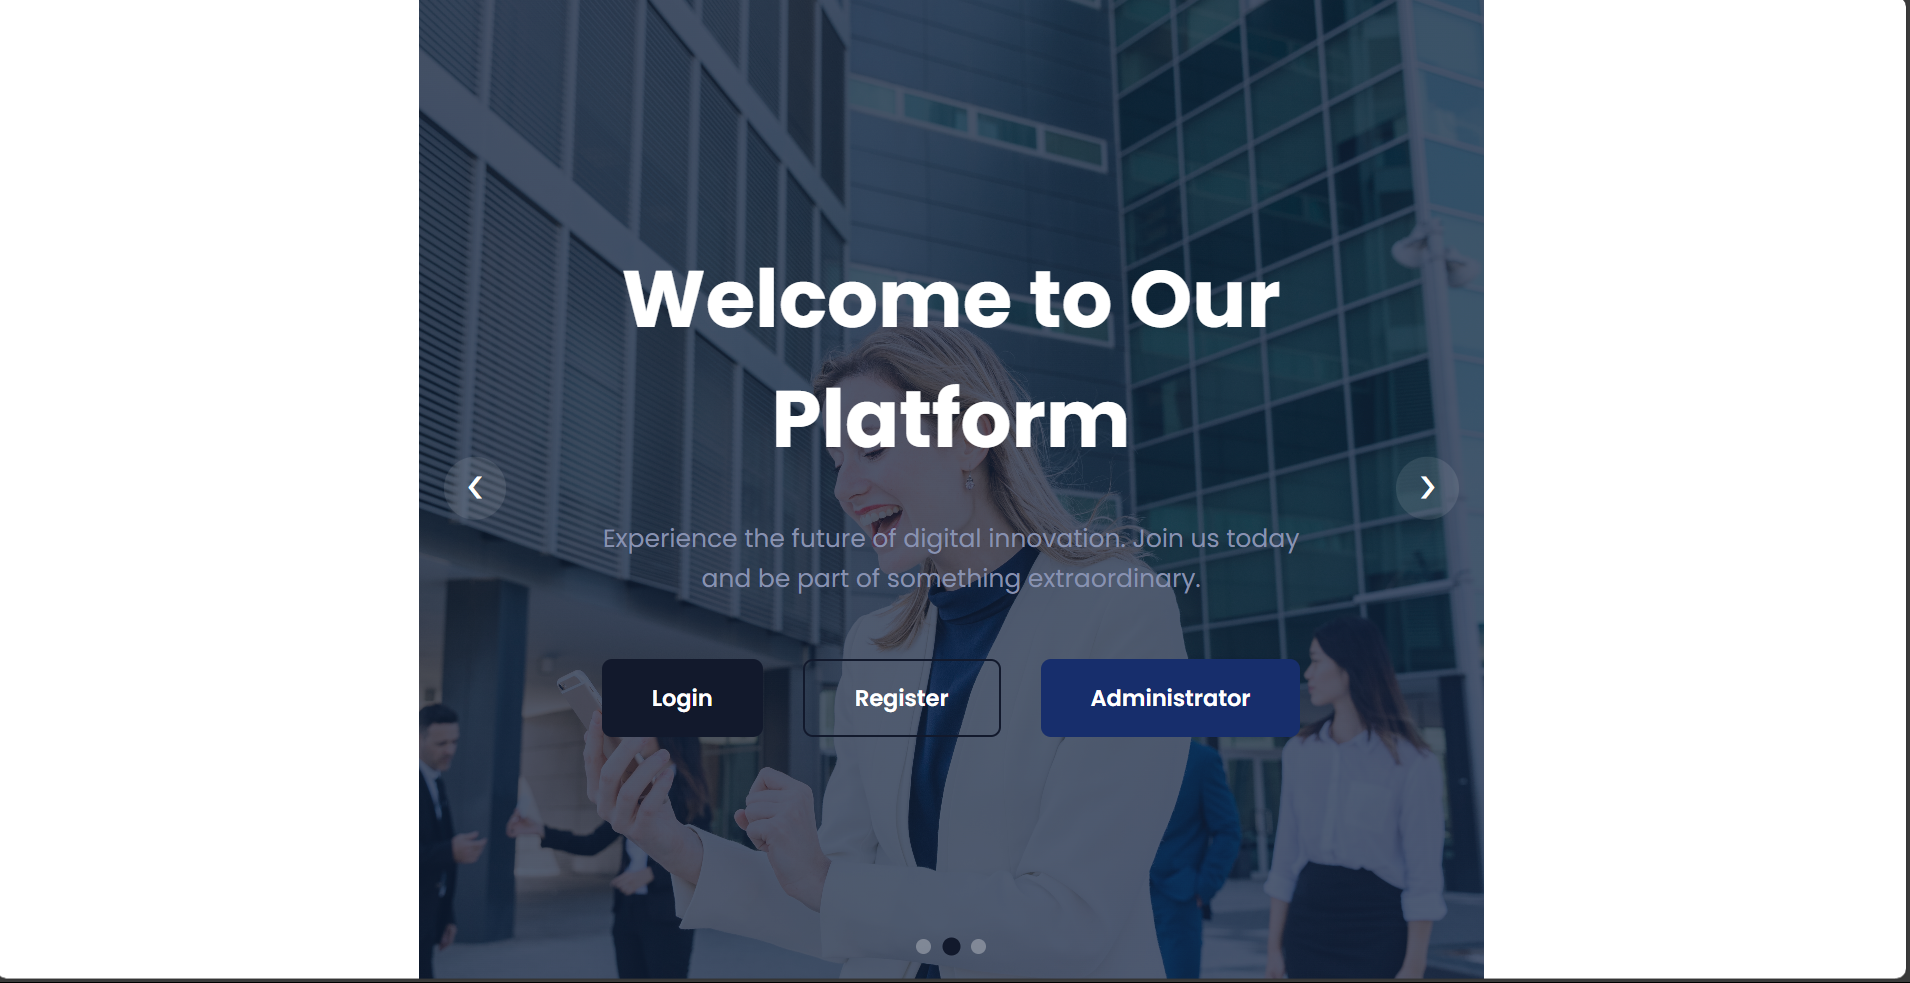 Welcome to Our
Platform
Experience the future of digital innovation. Join us today
and be part of something extraordinary.
Login
Register
Administrator